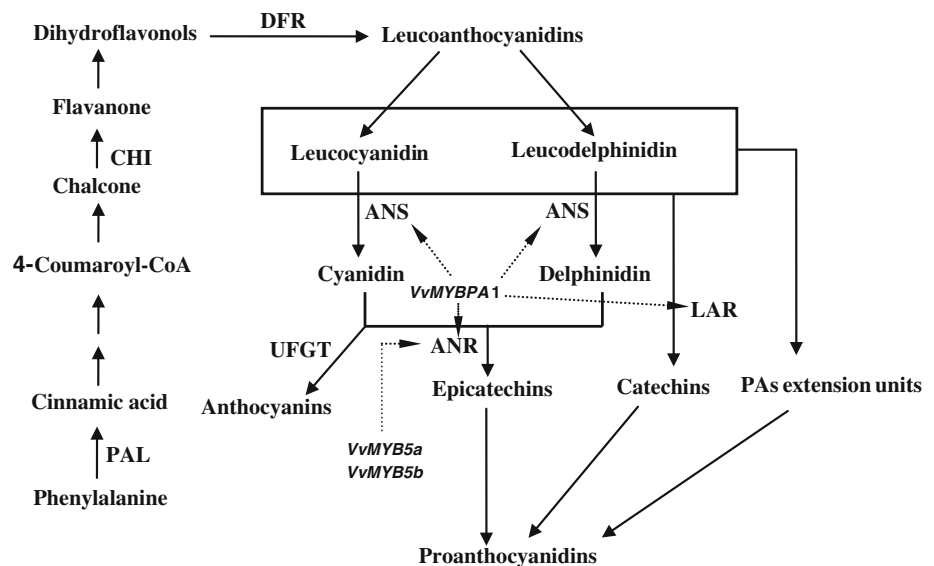 DFR
Dihydroflavonols
Leucoanthocyanidins
Flavanone
Leucocyanidin
Leucodelphinidin
CHI
Chalcone
ANS
ANS
4-Coumaroyl-CoA
Cyanidin
Delphinidin
VvMYBPA1
LAR
UFGT
ANR
Epicatechins
Catechins
PAs extension units
Cinnamic acid
Anthocyanins
VvMYB5a
VvMYB5b
PAL
Phenylalanine
Proanthocyanidins